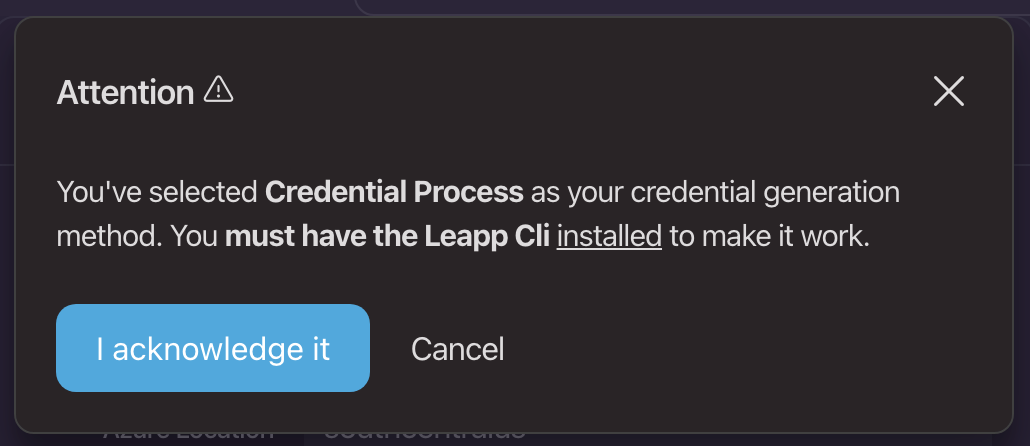 Attention
You've selected Credential Process as your credential generation
method. You must have the Leapp Cli installed to make it work.
I acknowledge it
Cancel